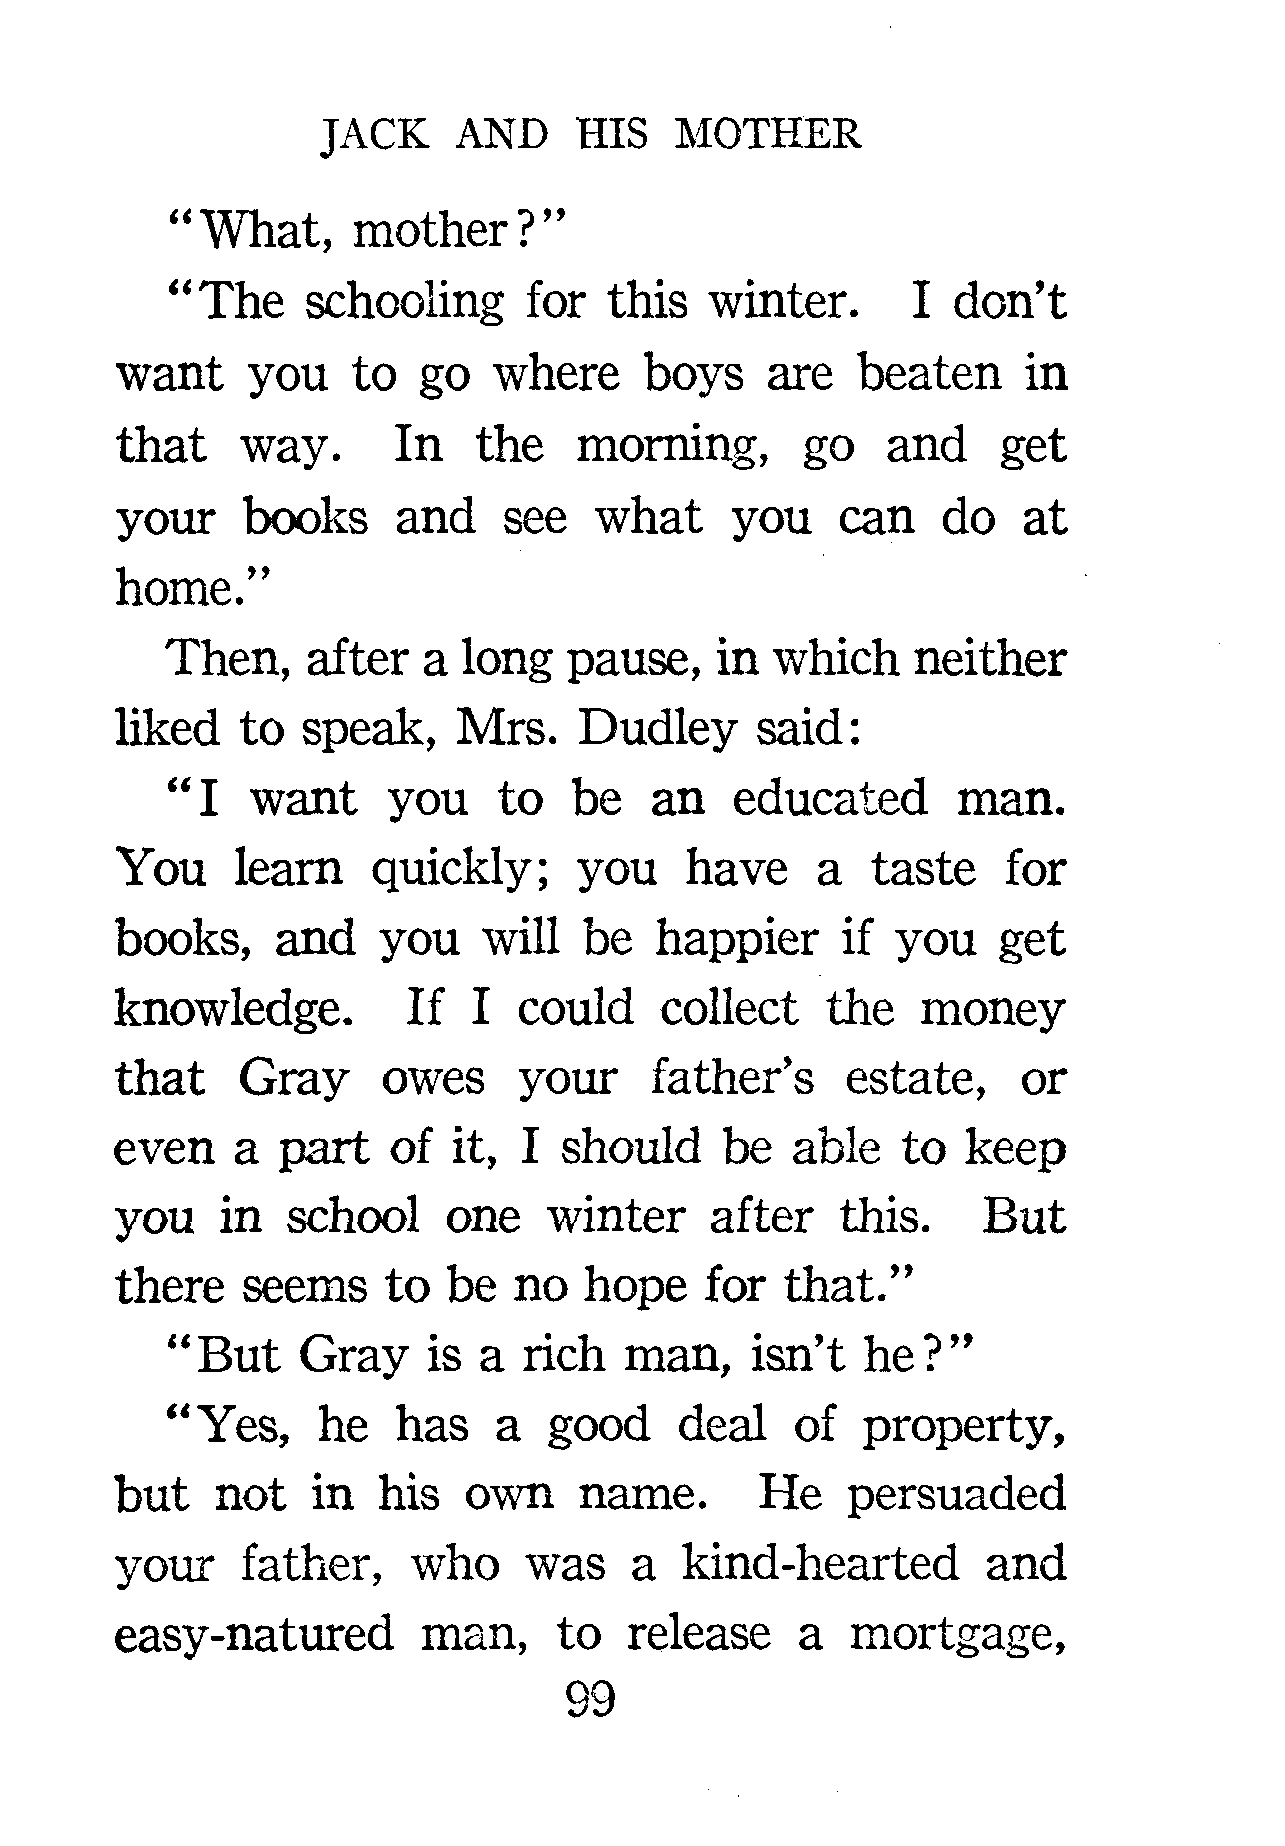 JACK AND HIS MOTHER
"What, mother?"
"The schooling for this winter. I don't
want you to go where boys are beaten in
that way. In the morning, go and get
your books and see what you can do at
home."
Then, after a long pause, in which neither
liked to speak, Mrs. Dudley said:
"I want you to be an educated man.
You learn quickly; you have a taste for
books, and you will be happier if you get
knowledge. If I could collect the money
that Gray owes your father's estate, or
even a part of it, I should be able to keep
you in school one winter after this. But
there seems to be no hope for that."
"But Gray is a rich man, isn't he?"
"Yes, he has a good deal of property,
but not in his own name. He persuaded
your father, who was a kind-hearted and
easy-natured man, to release a mortgage,
99